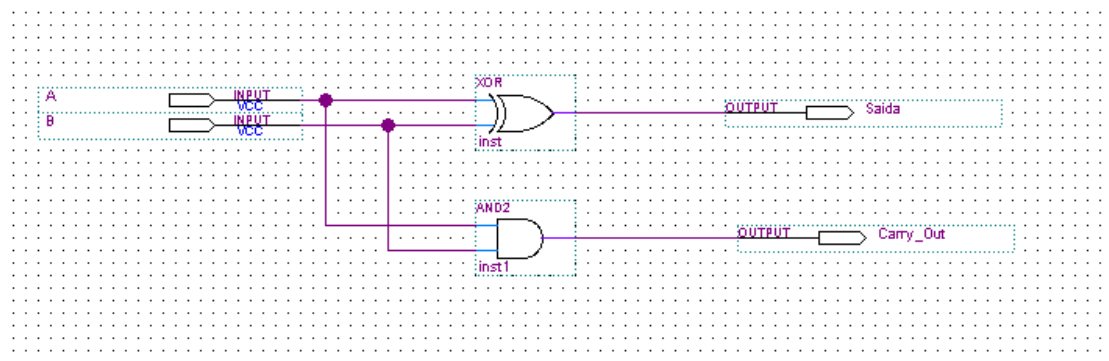 A
INPUT
VCC
B
INPUT
VCC
XOR
inst
OUTPUT
Saida
AND2
inst1
OUTPUT
Carry_Out